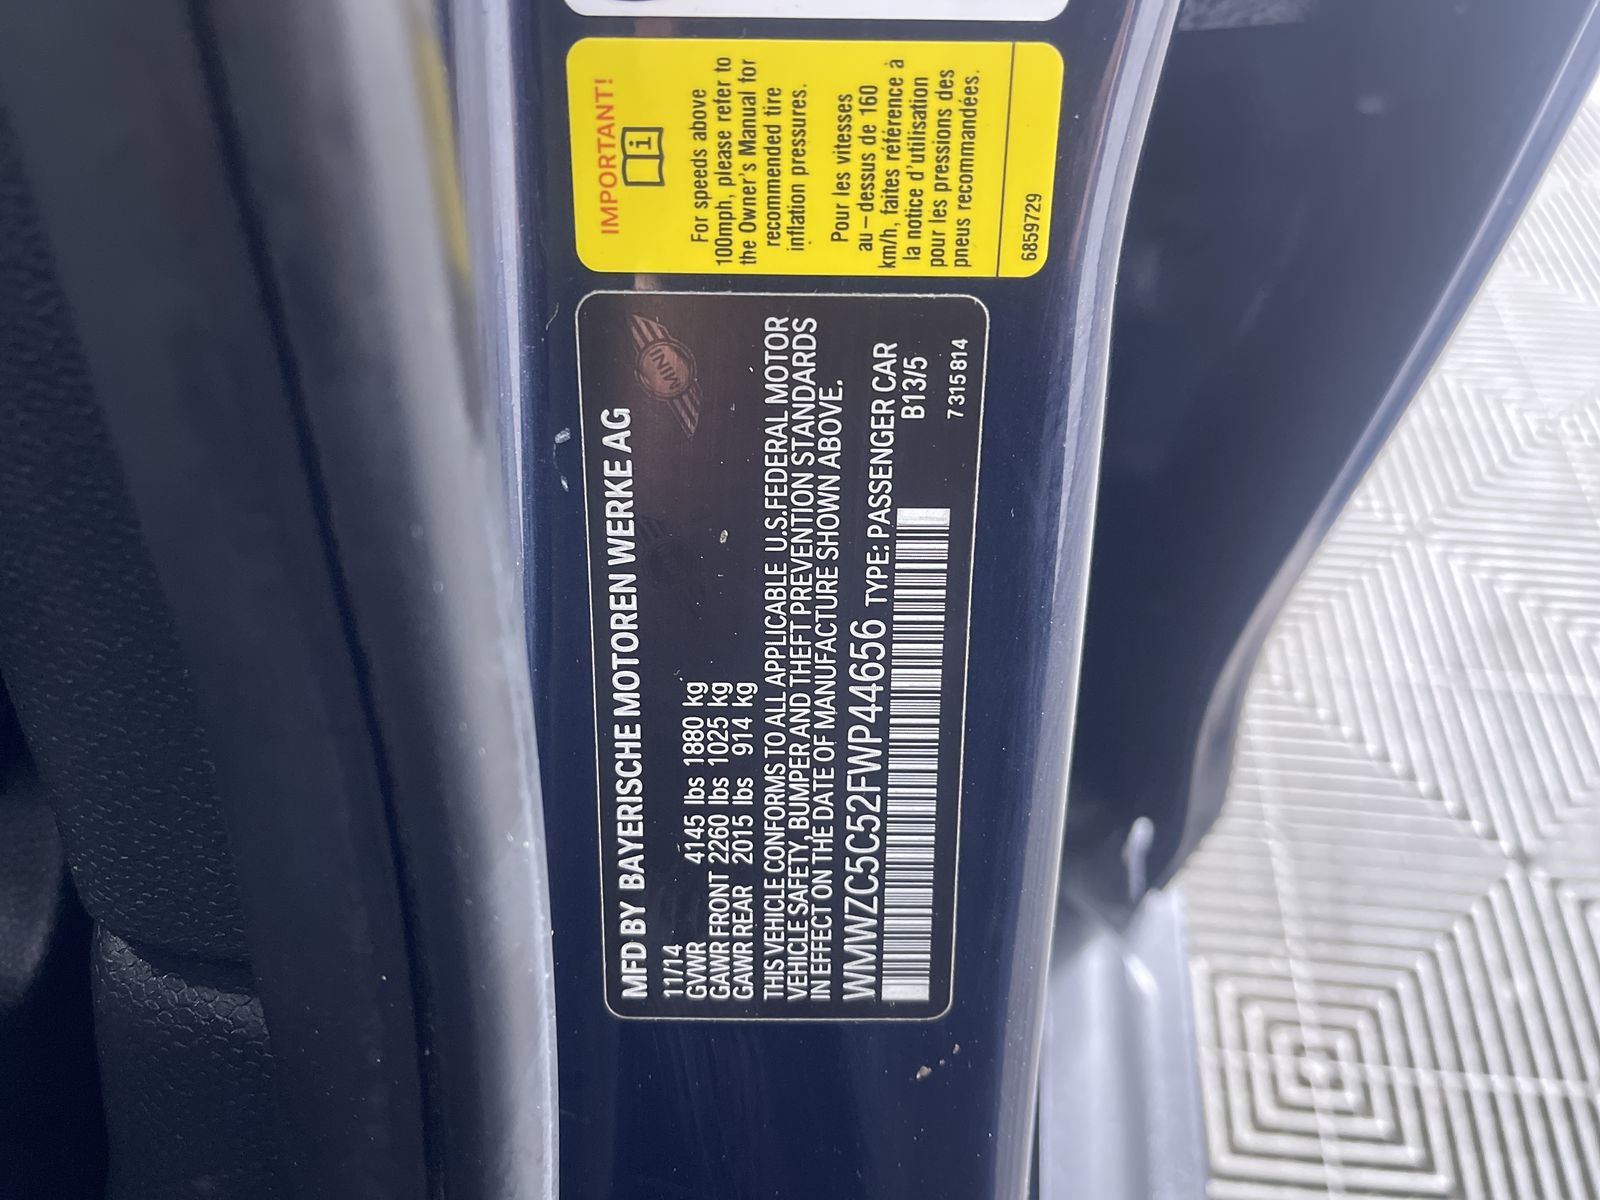 MFD BY BAYERISCHE MOTOREN WERKE AG
MINI
11/14
GVWR 4145 lbs 1880 kg
GAWR FRONT 2260 lbs 1025 kg
GAWR REAR 2015 lbs 914 kg
THIS VEHICLE CONFORMS TO ALL APPLICABLE U.S.FEDERAL MOTOR
VEHICLE SAFETY, BUMPER AND THEFT PREVENTION STANDARDS
IN EFFECT ON THE DATE OF MANUFACTURE SHOWN ABOVE.
WMWZC5C52FWP44656 TYPE: PASSENGER CAR
B13/5
7 315 814
IMPORTANT!
i
For speeds above
100mph, please refer to
the Owner's Manual for
recommended tire
inflation pressures.
Pour les vitesses
au-dessus de 160
km/h, faites référence à
la notice d'utilisation
pour les pressions des
pneus recommandées.
6859729